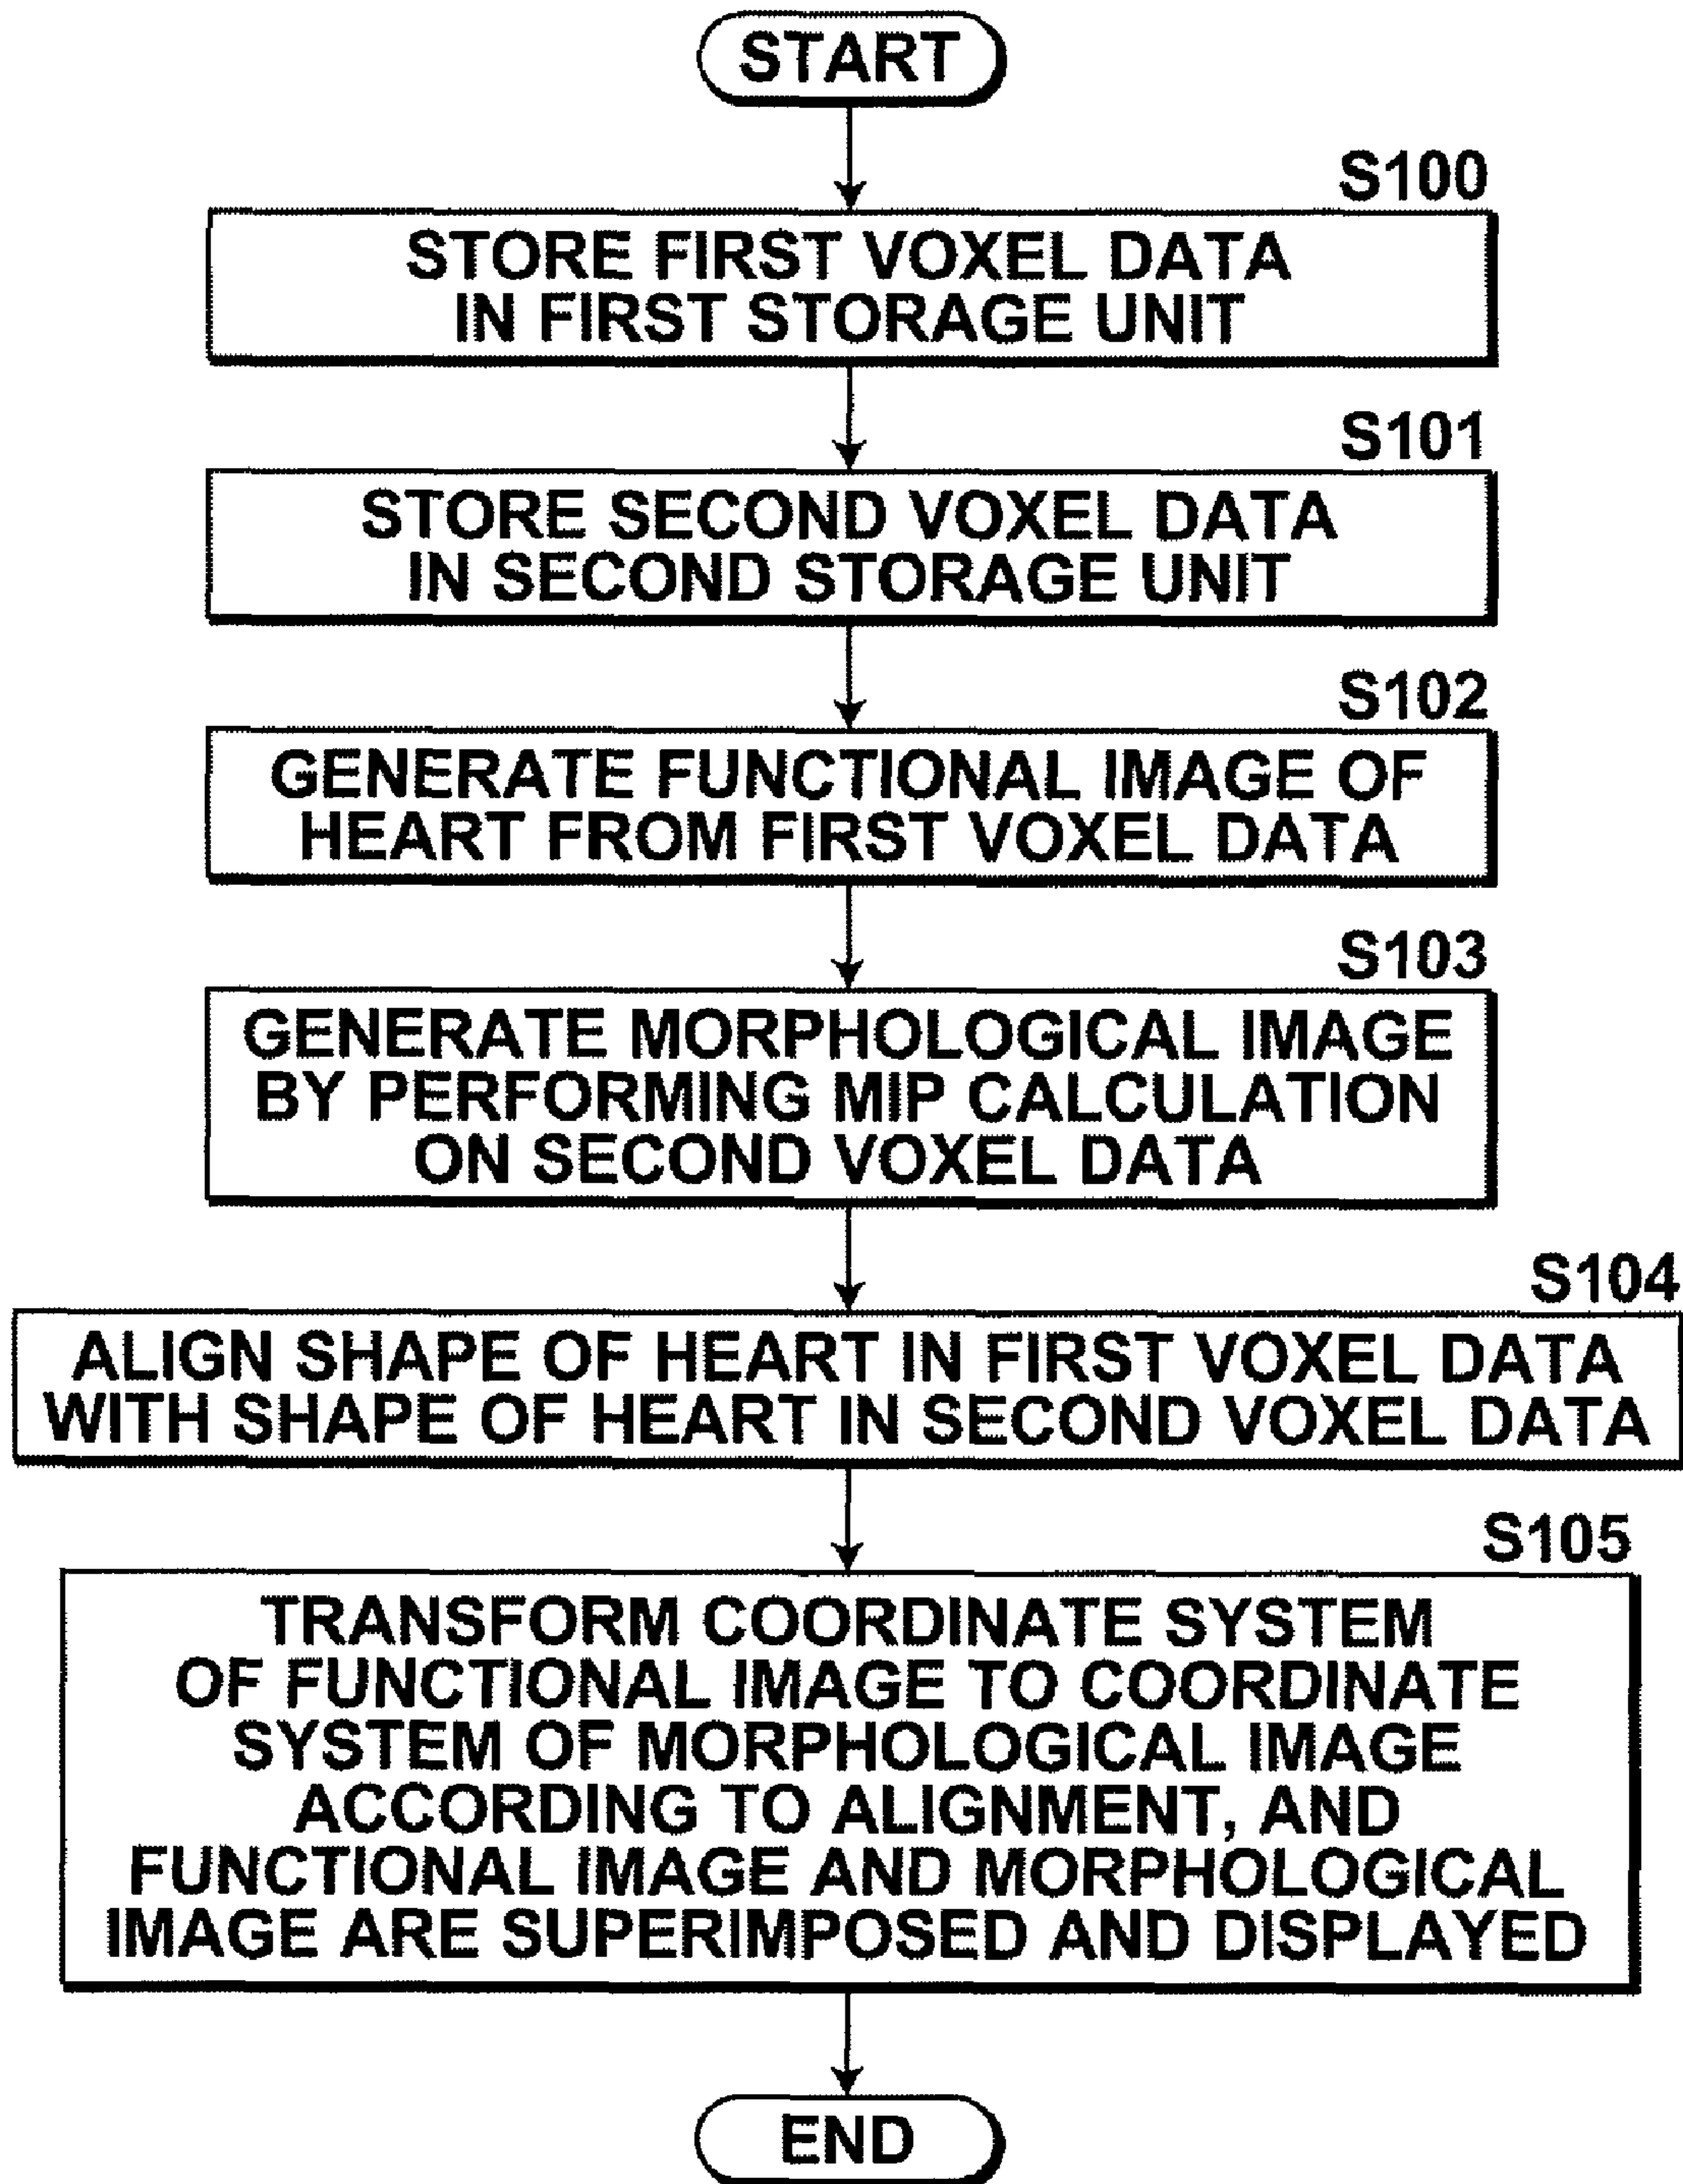 START
S100
STORE FIRST VOXEL DATA
IN FIRST STORAGE UNIT
S101
STORE SECOND VOXEL DATA
IN SECOND STORAGE UNIT
S102
GENERATE FUNCTIONAL IMAGE OF
HEART FROM FIRST VOXEL DATA
S103
GENERATE MORPHOLOGICAL IMAGE
BY PERFORMING MIP CALCULATION
ON SECOND VOXEL DATA
S104
ALIGN SHAPE OF HEART IN FIRST VOXEL DATA
WITH SHAPE OF HEART IN SECOND VOXEL DATA
S105
TRANSFORM COORDINATE SYSTEM
OF FUNCTIONAL IMAGE TO COORDINATE
SYSTEM OF MORPHOLOGICAL IMAGE
ACCORDING TO ALIGNMENT, AND
FUNCTIONAL IMAGE AND MORPHOLOGICAL
IMAGE ARE SUPERIMPOSED AND DISPLAYED
END